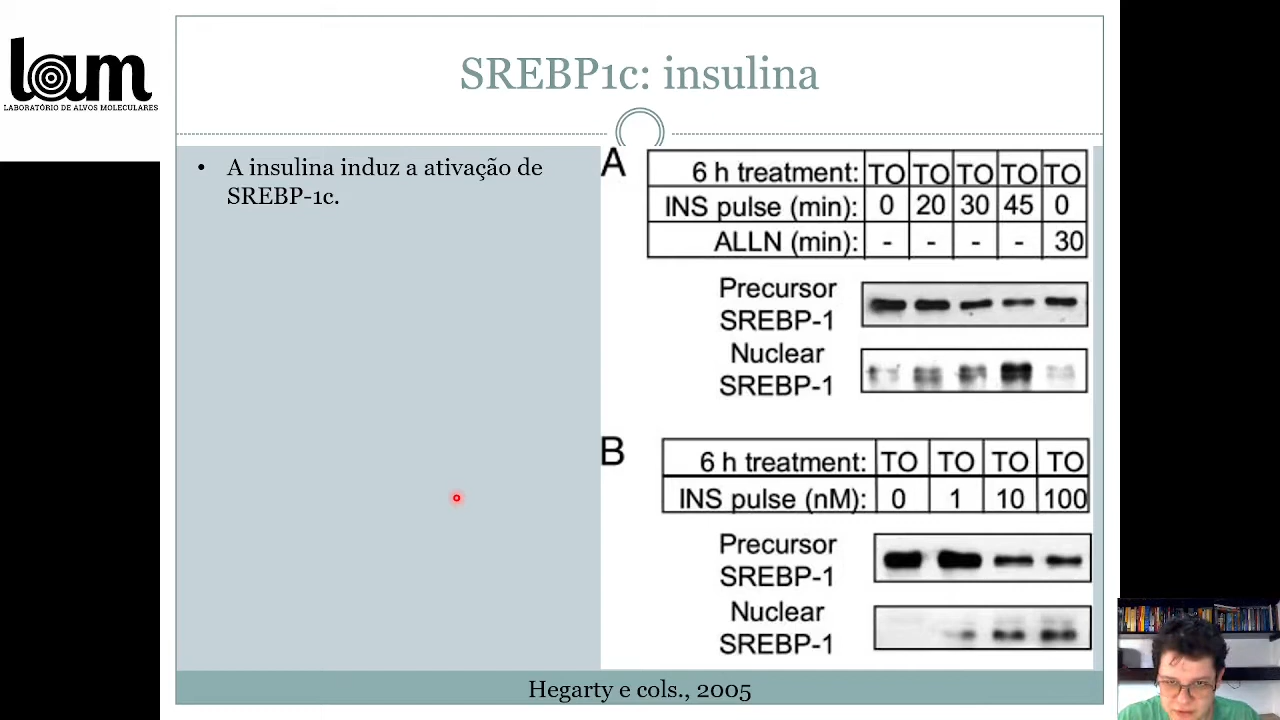 lam
LABORATÓRIO DE ALVOS MOLECULARES
SREBP1c: insulina
• A insulina induz a ativação de
SREBP-1c.
A
6 h treatment: TO TO TO TO TO
INS pulse (min): 0 20 30 45 0
ALLN (min): - - - - 30
Precursor
SREBP-1
Nuclear
SREBP-1
B
6 h treatment: TO TO TO TO
INS pulse (nM): 0 1 10 100
Precursor
SREBP-1
Nuclear
SREBP-1
Hegarty e cols., 2005